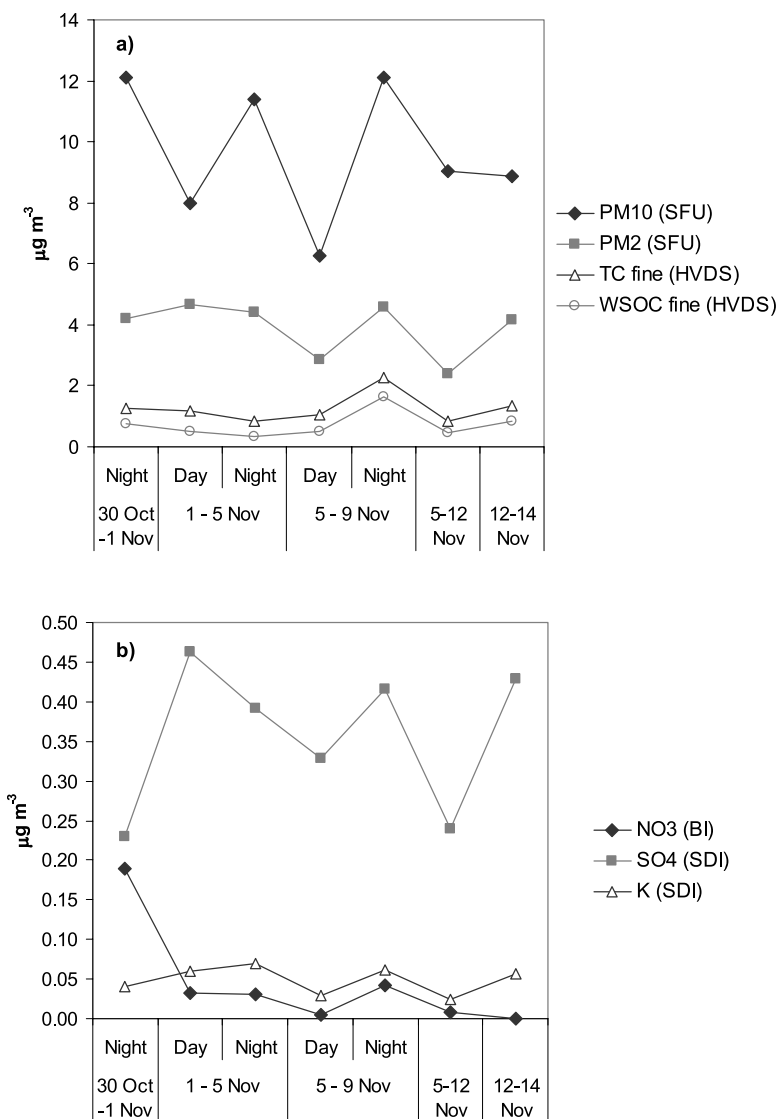 a)
14
12
10
8
6
4
2
0
µg m-3
PM10 (SFU)
PM2 (SFU)
TC fine (HVDS)
WSOC fine (HVDS)
Night Day Night Day Night
30 Oct 1 - 5 Nov 5 - 9 Nov 5-12 12-14
-1 Nov Nov Nov
b)
0.50
0.45
0.40
0.35
0.30
0.25
0.20
0.15
0.10
0.05
0.00
µg m-3
NO3 (BI)
SO4 (SDI)
K (SDI)
Night Day Night Day Night
30 Oct 1 - 5 Nov 5 - 9 Nov 5-12 12-14
-1 Nov Nov Nov